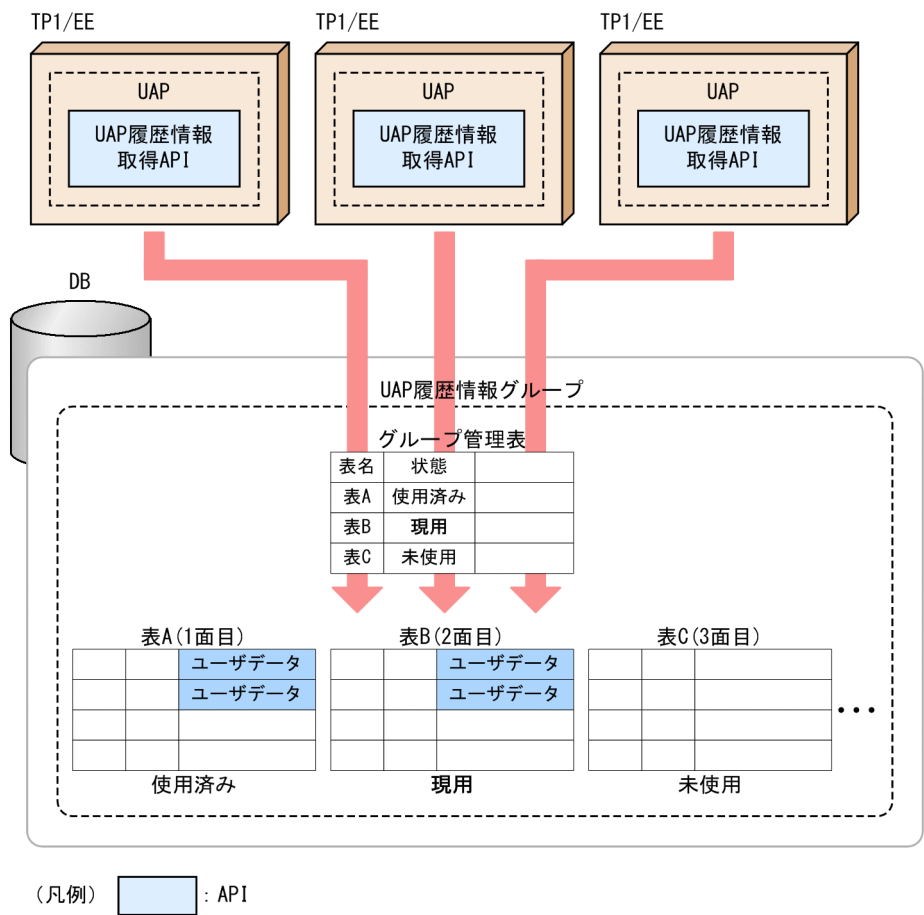 TP1/EE TP1/EE TP1/EE
UAP UAP UAP
UAP履歴情報 UAP履歴情報 UAP履歴情報
取得API 取得API 取得API
DB
UAP履歴情報グループ
グループ管理表
表名 状態
表A 使用済み
表B 現用
表C 未使用
表A(1面目) 表B(2面目) 表C(3面目)
ユーザデータ ユーザデータ
ユーザデータ ユーザデータ
・・・
使用済み 現用 未使用
(凡例) : API